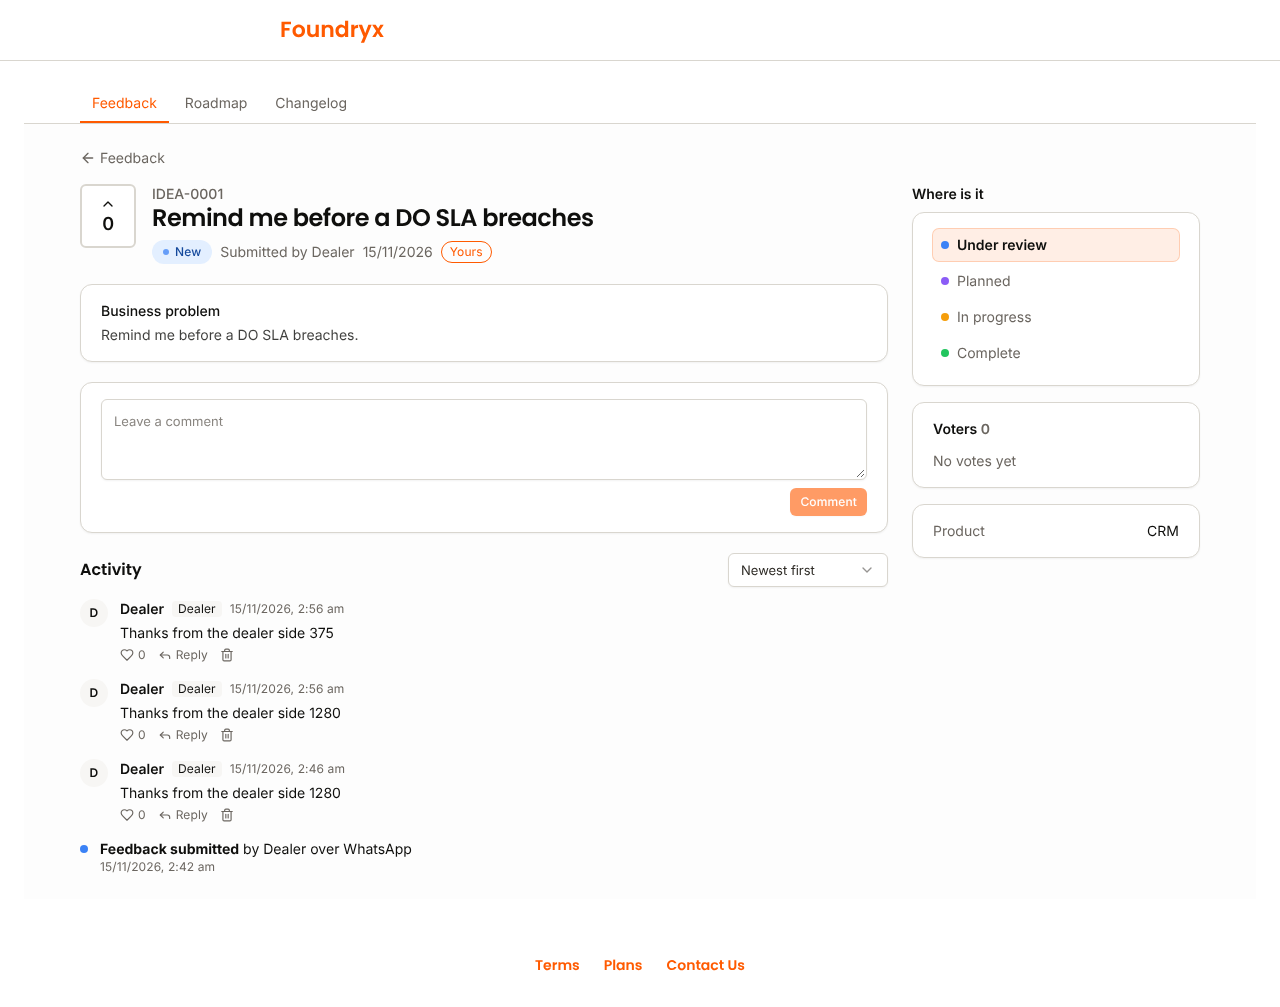 Foundryx
Feedback
Roadmap
Changelog
Feedback
0
IDEA-0001
Remind me before a DO SLA breaches
New
Submitted by Dealer
15/11/2026
Yours
Business problem
Remind me before a DO SLA breaches.
Leave a comment
Comment
Activity
Newest first
D
Dealer
Dealer
15/11/2026, 2:56 am
Thanks from the dealer side 375
0
Reply
D
Dealer
Dealer
15/11/2026, 2:56 am
Thanks from the dealer side 1280
0
Reply
D
Dealer
Dealer
15/11/2026, 2:46 am
Thanks from the dealer side 1280
0
Reply
Feedback submitted by Dealer over WhatsApp
15/11/2026, 2:42 am
Where is it
Under review
Planned
In progress
Complete
Voters 0
No votes yet
Product
CRM
Terms
Plans
Contact Us